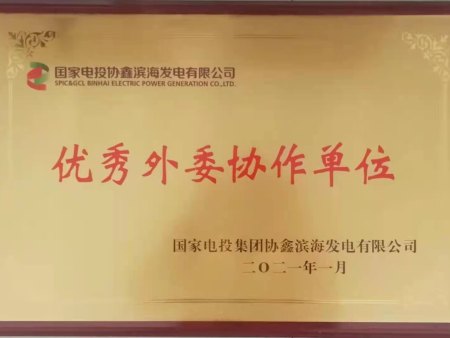 国家电投协鑫滨海发电有限公司
SPIC&GCL BINHAI ELECTRIC POWER GENERATION CO.,LTD.
优秀外委协作单位
国家电投集团协鑫滨海发电有限公司
二〇二一年一月